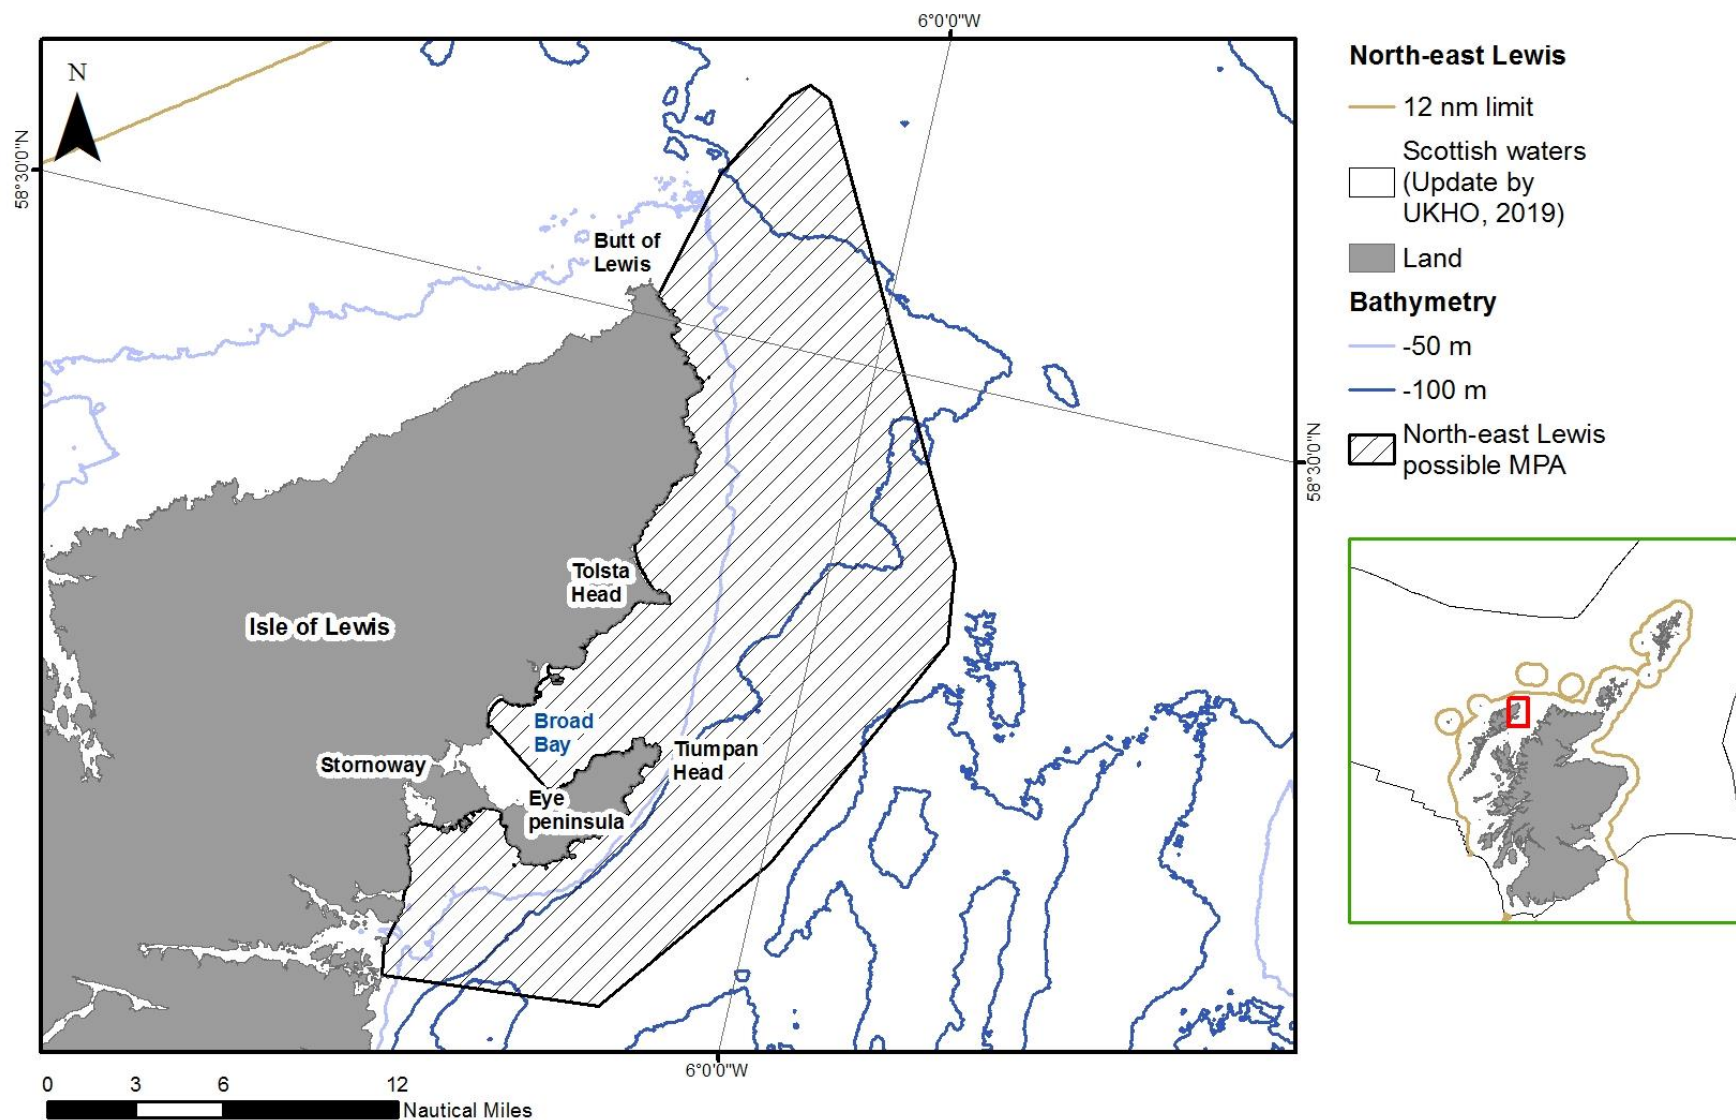 6°0'0"W
North-east Lewis
12 nm limit
Scottish waters
(Update by
UKHO, 2019)
Land
Bathymetry
-50 m
-100 m
North-east Lewis
possible MPA
N
58°30'0"N
Butt of
Lewis
58°30'0"N
Tolsta
Head
Isle of Lewis
Broad
Bay
Tiumpan
Head
Stornoway
Eye
peninsula
6°0'0"W
0 3 6 12
Nautical Miles